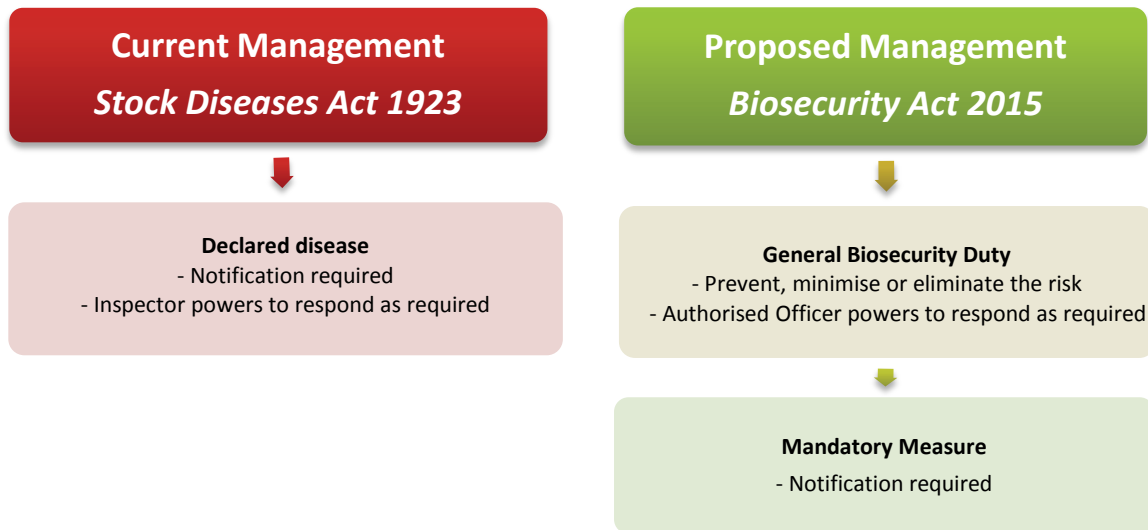 Current Management
Stock Diseases Act 1923
Declared disease
- Notification required
- Inspector powers to respond as required
Proposed Management
Biosecurity Act 2015
General Biosecurity Duty
- Prevent, minimise or eliminate the risk
- Authorised Officer powers to respond as required
Mandatory Measure
- Notification required